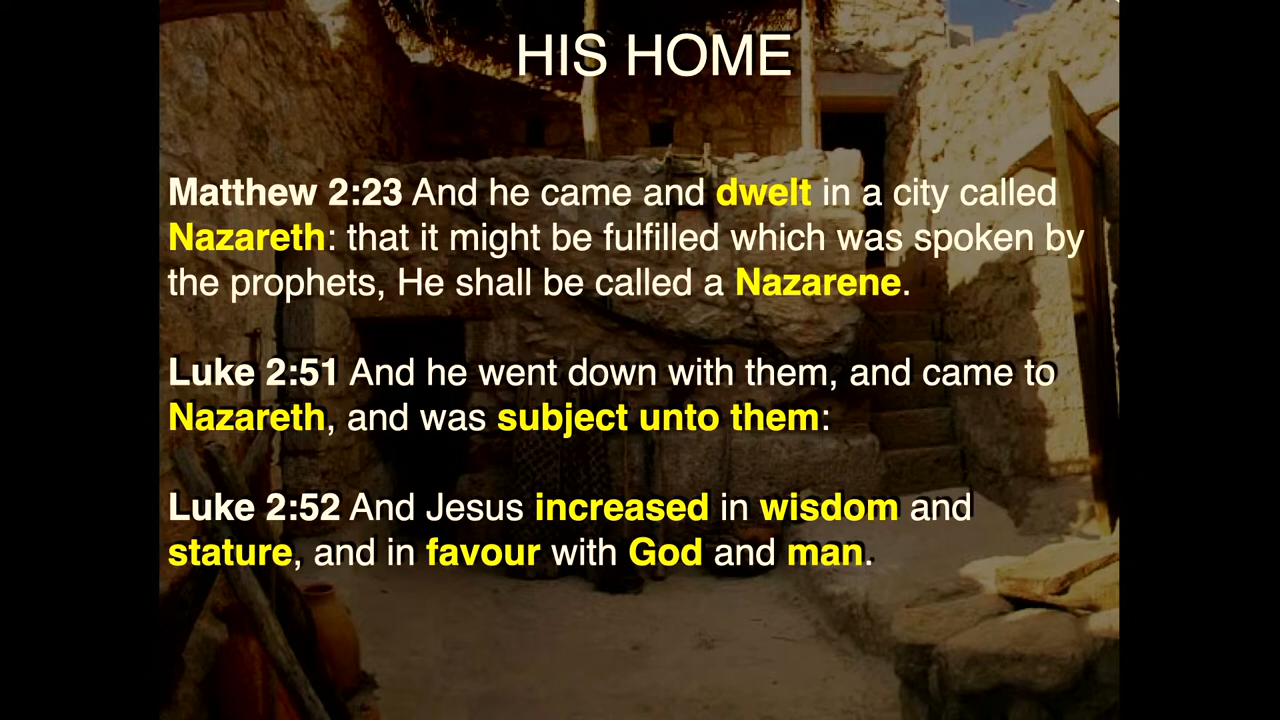 HIS HOME
Matthew 2:23 And he came and dwelt in a city called
Nazareth: that it might be fulfilled which was spoken by
the prophets, He shall be called a Nazarene.
Luke 2:51 And he went down with them, and came to
Nazareth, and was subject unto them:
Luke 2:52 And Jesus increased in wisdom and
stature, and in favour with God and man.